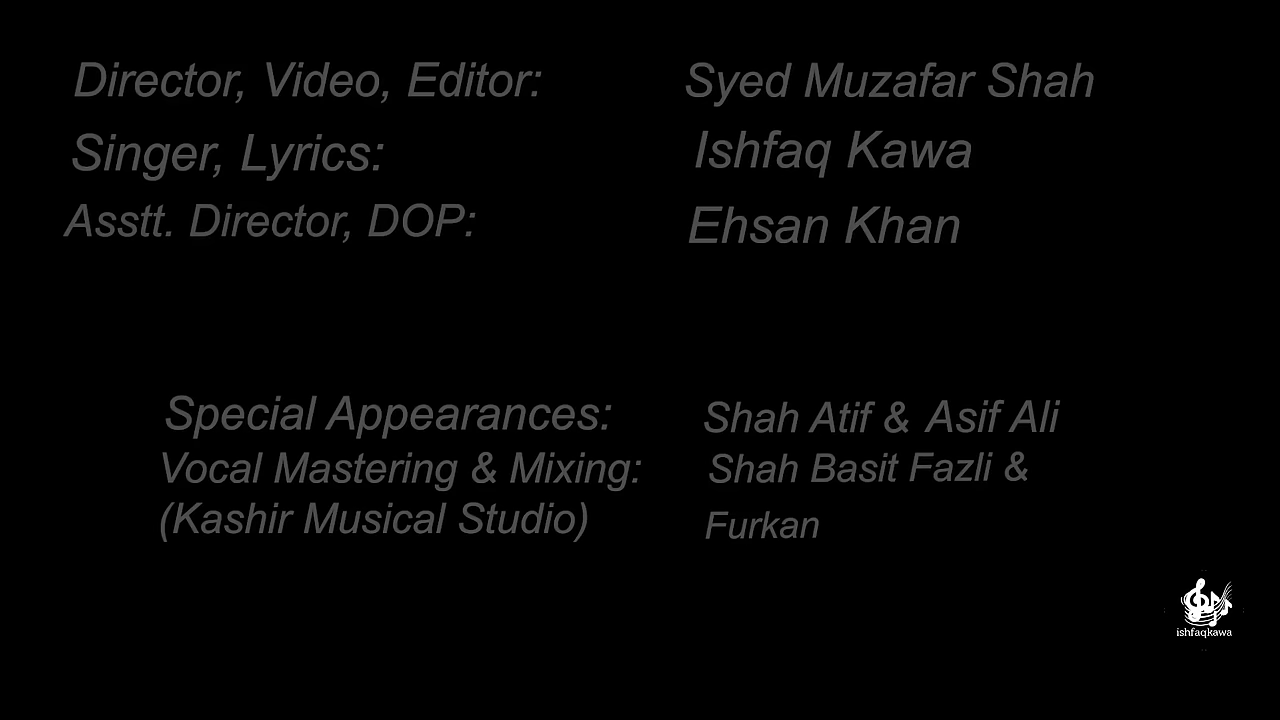 Director, Video, Editor: Syed Muzafar Shah
Singer, Lyrics: Ishfaq Kawa
Asstt. Director, DOP: Ehsan Khan
Special Appearances: Shah Atif & Asif Ali
Vocal Mastering & Mixing: Shah Basit Fazli &
(Kashir Musical Studio) Furkan
ishfaqkawa